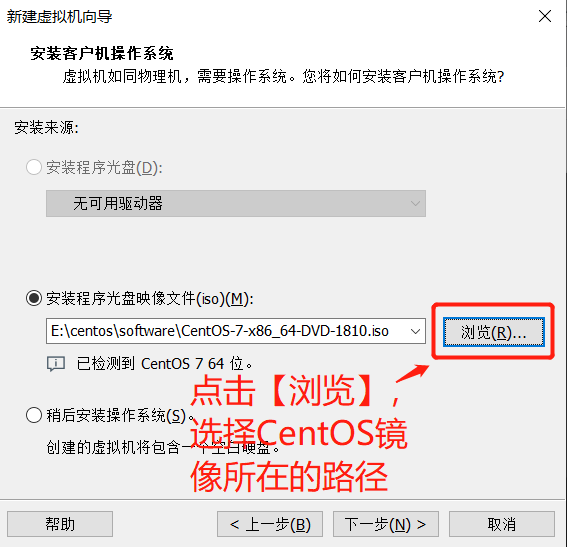 新建虚拟机向导
安装客户机操作系统
虚拟机如同物理机，需要操作系统。您将如何安装客户机操作系统?
安装来源:
安装程序光盘(D):
无可用驱动器
安装程序光盘映像文件(iso)(M):
E:\centos\software\CentOS-7-x86_64-DVD-1810.iso
浏览(R)...
已检测到 CentOS 7 64 位。
点击【浏览】,
选择CentOS镜
像所在的路径
稍后安装操作系统(S)。
创建的虚拟机将包含一个空白硬盘。
帮助
< 上一步(B)
下一步(N) >
取消